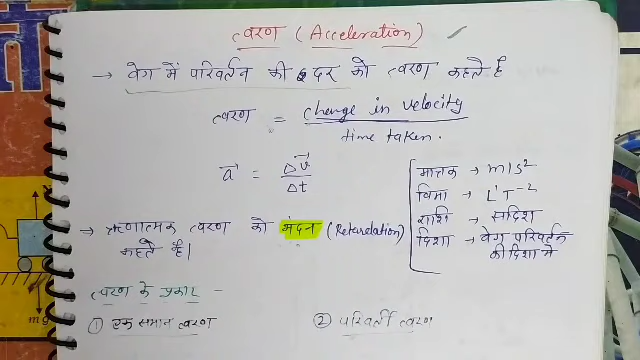 त्वरण (Acceleration)
→ वेग में परिवर्तन की दर को त्वरण कहते हैं
त्वरण = change in velocity
time taken.
a⃗ = Δv⃗
Δt
मात्रक → m/s²
विमा → L¹T⁻²
राशि → सदिश
दिशा → वेग परिवर्तन
की दिशा में
→ ऋणात्मक त्वरण को मंदन (Retardation)
कहते हैं।
त्वरण के प्रकार —
① एक समान त्वरण
② परिवर्ती त्वरण
m